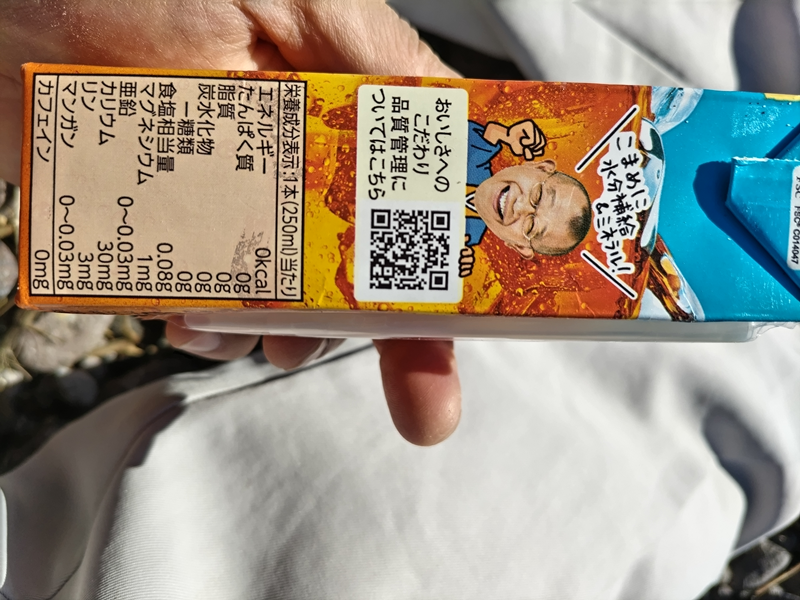 FSC® C014047
こまめに
水分補給
&ミネラル!
おいしさへの
こだわり
品質管理に
ついてはこちら
栄養成分表示:1本(250ml)当たり
エネルギー 0kcal
たんぱく質 0g
脂質 0g
炭水化物 0g
―糖類 0g
食塩相当量 0.08g
マグネシウム 1mg
亜鉛 0〜0.03mg
カリウム 30mg
リン 3mg
マンガン 0〜0.03mg
カフェイン 0mg